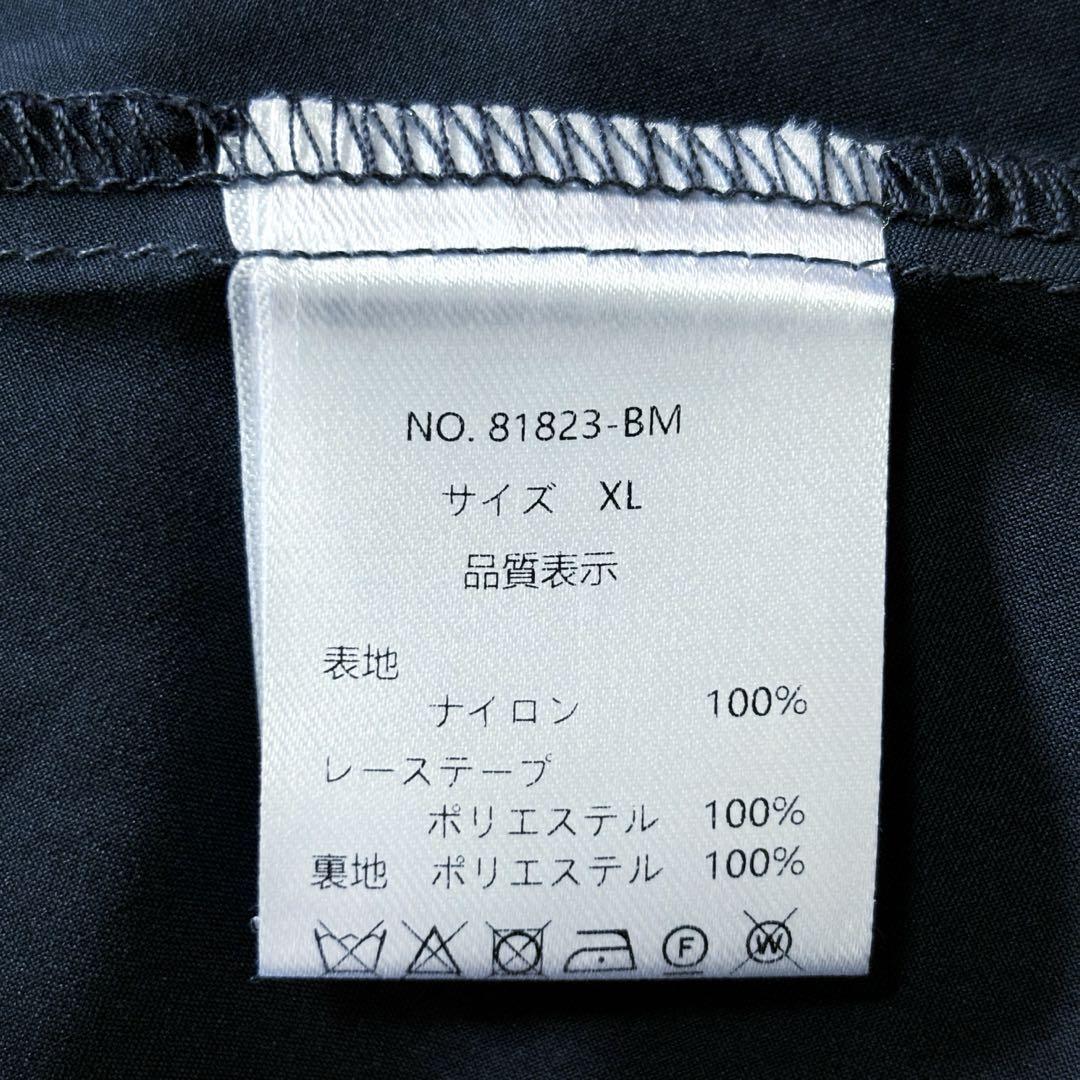 NO. 81823-BM
サイズ XL
品質表示
表地
ナイロン 100%
レーステープ
ポリエステル 100%
裏地 ポリエステル 100%
F W